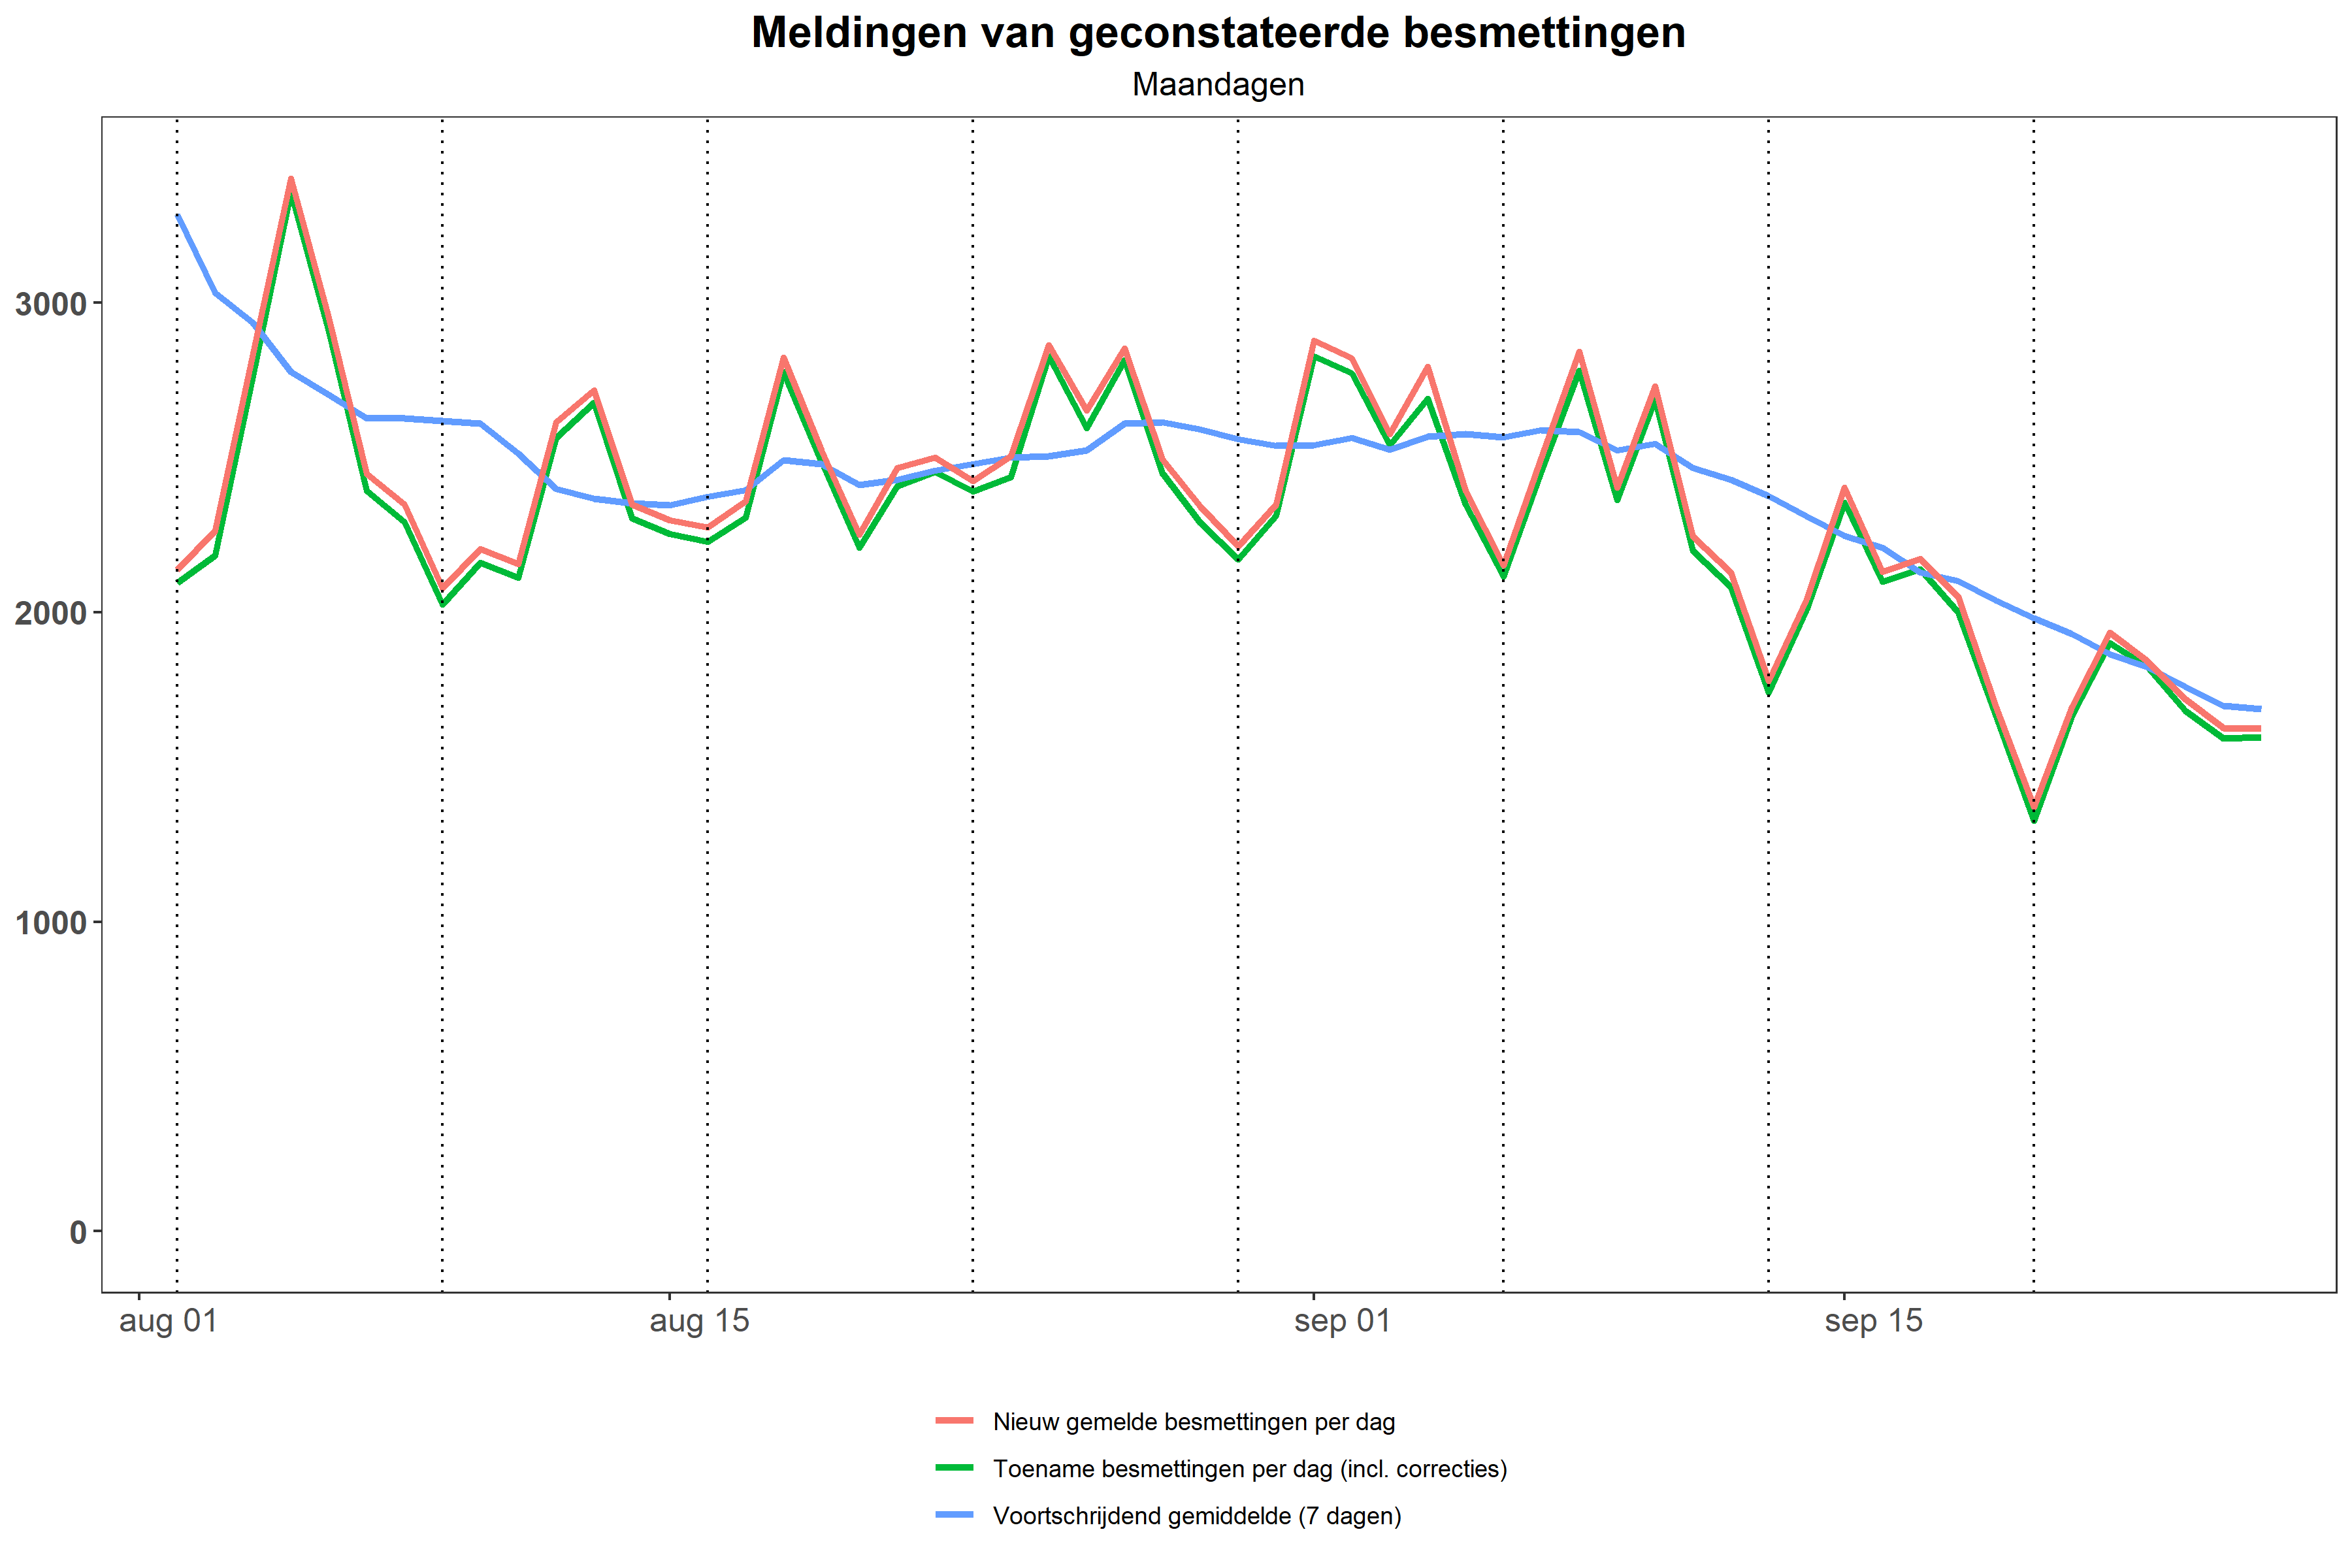 Meldingen van geconstateerde besmettingen
Maandagen
3000
2000
1000
0
aug 01
aug 15
sep 01
sep 15
Nieuw gemelde besmettingen per dag
Toename besmettingen per dag (incl. correcties)
Voortschrijdend gemiddelde (7 dagen)